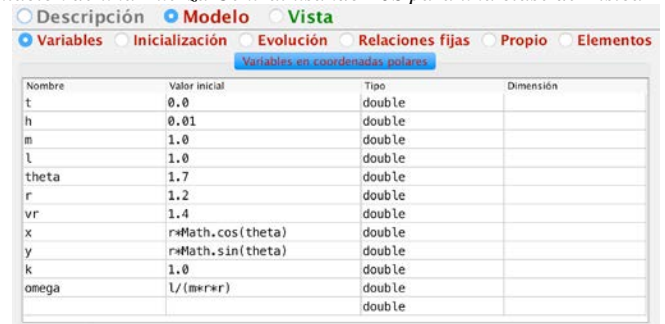 Descripción Modelo Vista
Variables Inicialización Evolución Relaciones fijas Propio Elementos
Variables en coordenadas polares
Nombre Valor inicial Tipo Dimensión
t 0.0 double
h 0.01 double
m 1.0 double
l 1.0 double
theta 1.7 double
r 1.2 double
vr 1.4 double
x r*Math.cos(theta) double
y r*Math.sin(theta) double
k 1.0 double
omega l/(m*r*r) double
double